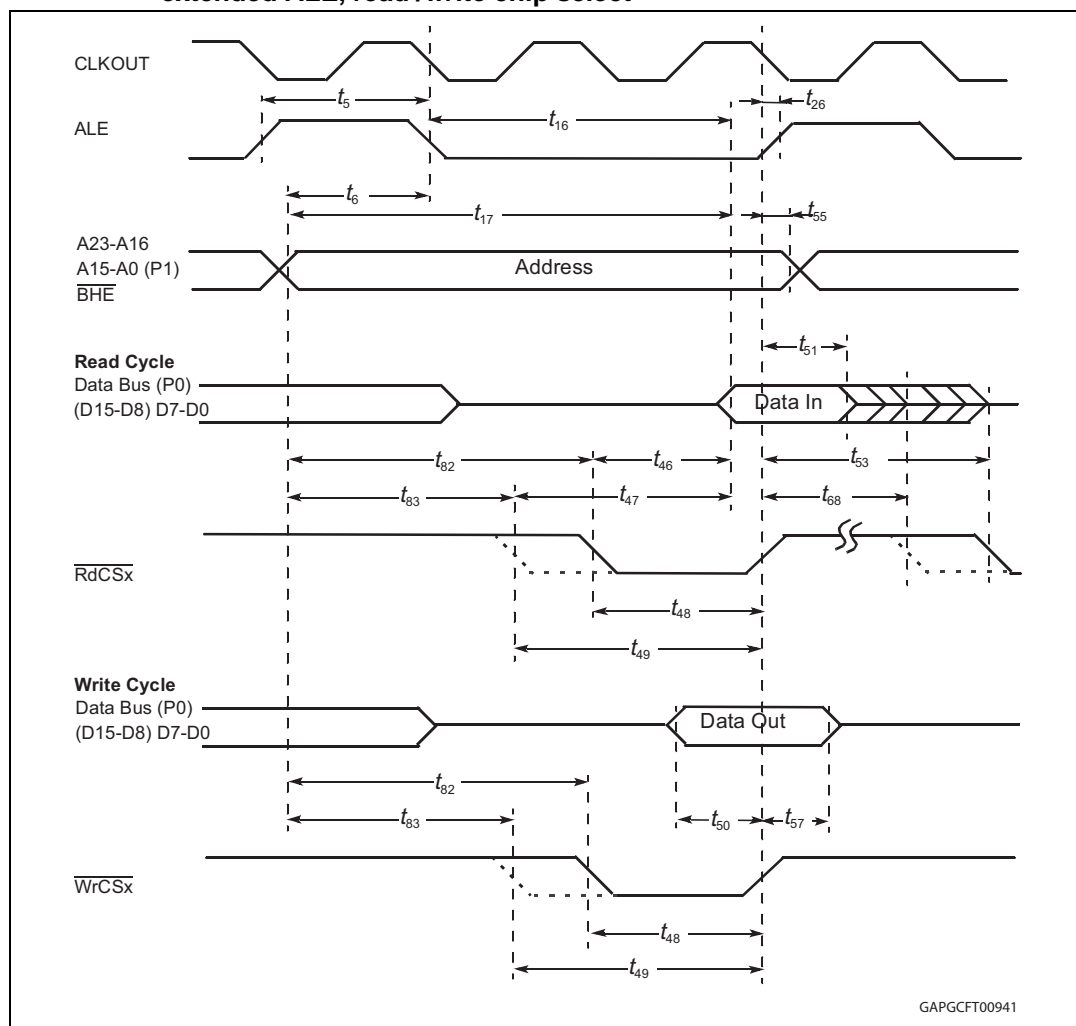 extended ALE, read /write chip select
CLKOUT
t5
t26
ALE
t16
t6
t17
t55
A23-A16
A15-A0 (P1)
BHE
Address
t51
Read Cycle
Data Bus (P0)
(D15-D8) D7-D0
Data In
t82
t46
t53
t83
t47
t68
RdCSx
t48
t49
Write Cycle
Data Bus (P0)
(D15-D8) D7-D0
Data Out
t82
t83
t50
t57
WrCSx
t48
t49
GAPGCFT00941